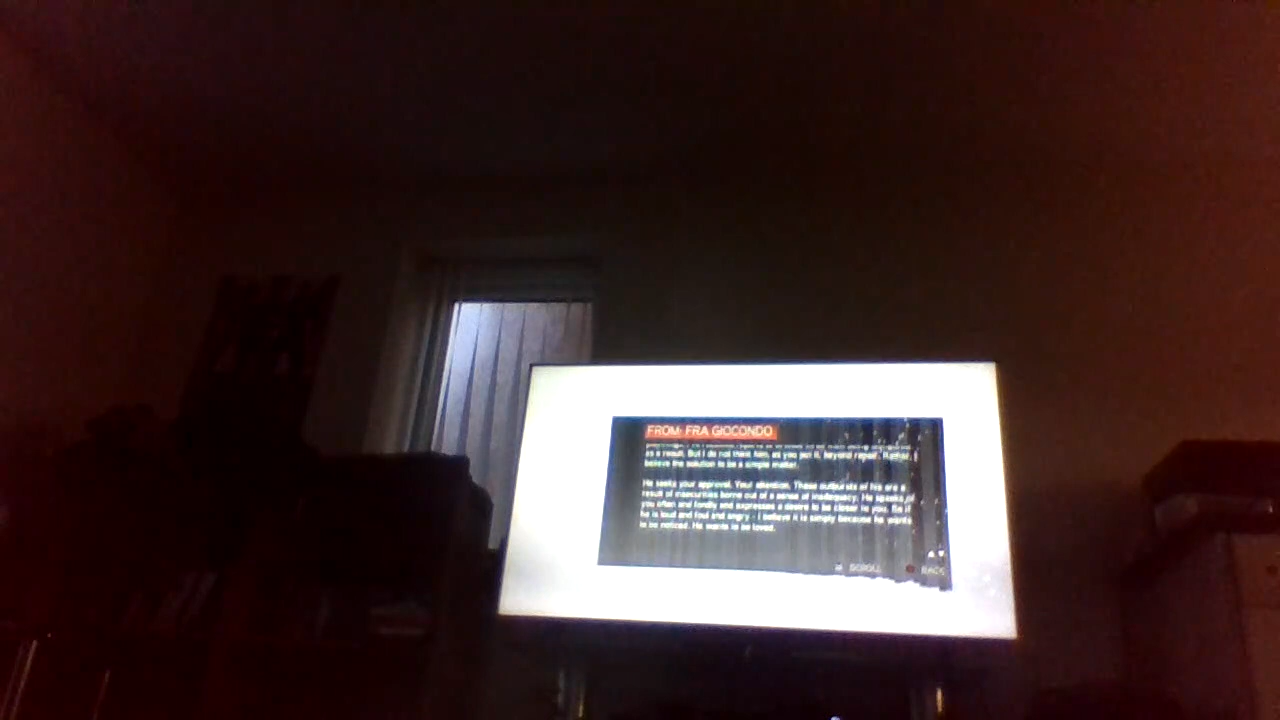 FROM: FRA GIOCONDO
as a result. But I do not think him, as you put it, beyond repair. Rather, I
believe the solution to be a simple matter.
He seeks your approval. Your attention. These outbursts of his are a
result of insecurities borne out of a sense of inadequacy. He speaks of
you often and fondly and expresses a desire to be closer to you.
he is loud and foul and angry - I believe it is simply because he wants
to be noticed. He wants to be loved.
SCROLL BACK